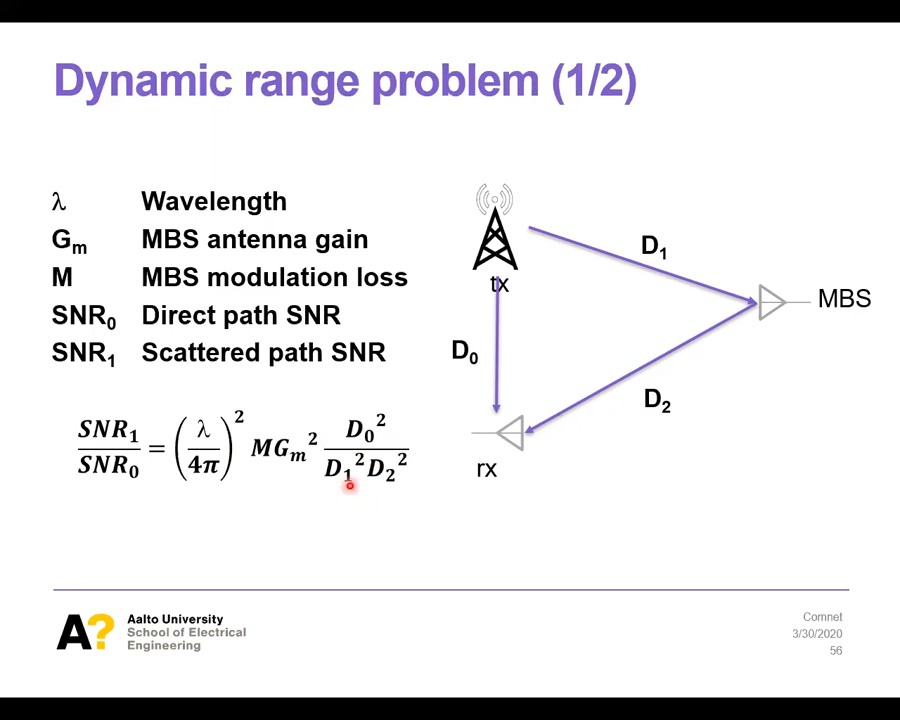 Dynamic range problem (1/2)
λ Wavelength
Gm MBS antenna gain
M MBS modulation loss
SNR0 Direct path SNR
SNR1 Scattered path SNR
SNR1/SNR0 = (λ/4π)^2 MGm^2 D0^2/(D1^2 D2^2)
tx
D1
MBS
D0
D2
rx
A?
Aalto University
School of Electrical
Engineering
Comnet
3/30/2020
56